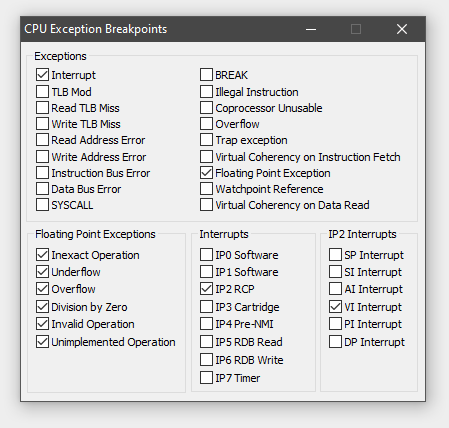 CPU Exception Breakpoints
Exceptions
Interrupt
TLB Mod
Read TLB Miss
Write TLB Miss
Read Address Error
Write Address Error
Instruction Bus Error
Data Bus Error
SYSCALL
BREAK
Illegal Instruction
Coprocessor Unusable
Overflow
Trap exception
Virtual Coherency on Instruction Fetch
Floating Point Exception
Watchpoint Reference
Virtual Coherency on Data Read
Floating Point Exceptions
Inexact Operation
Underflow
Overflow
Division by Zero
Invalid Operation
Unimplemented Operation
Interrupts
IP0 Software
IP1 Software
IP2 RCP
IP3 Cartridge
IP4 Pre-NMI
IP5 RDB Read
IP6 RDB Write
IP7 Timer
IP2 Interrupts
SP Interrupt
SI Interrupt
AI Interrupt
VI Interrupt
PI Interrupt
DP Interrupt